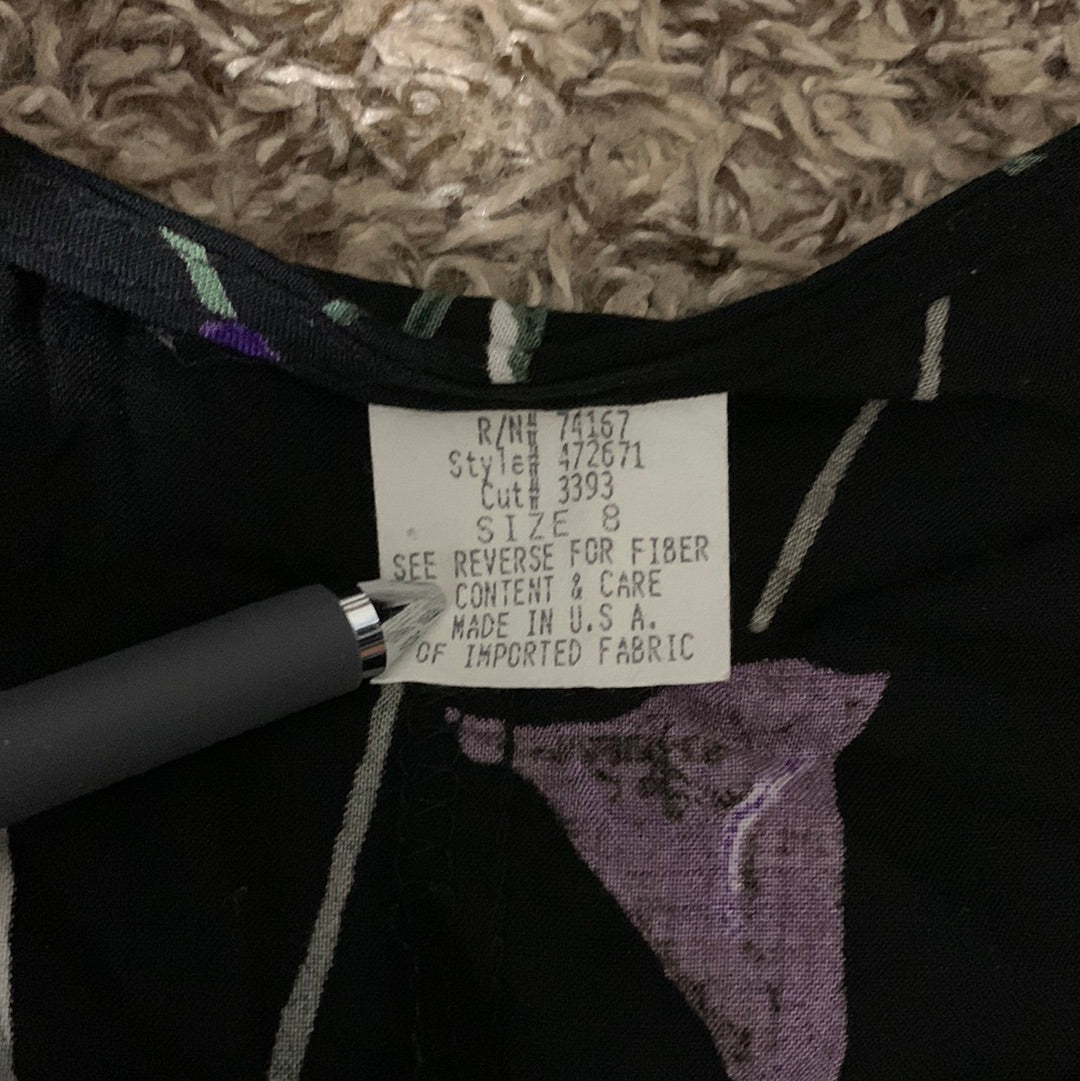 R/N# 74167
Style# 472671
Cut# 3393
SIZE 8
SEE REVERSE FOR FIBER
CONTENT & CARE
MADE IN U.S A.
OF IMPORTED FABRIC